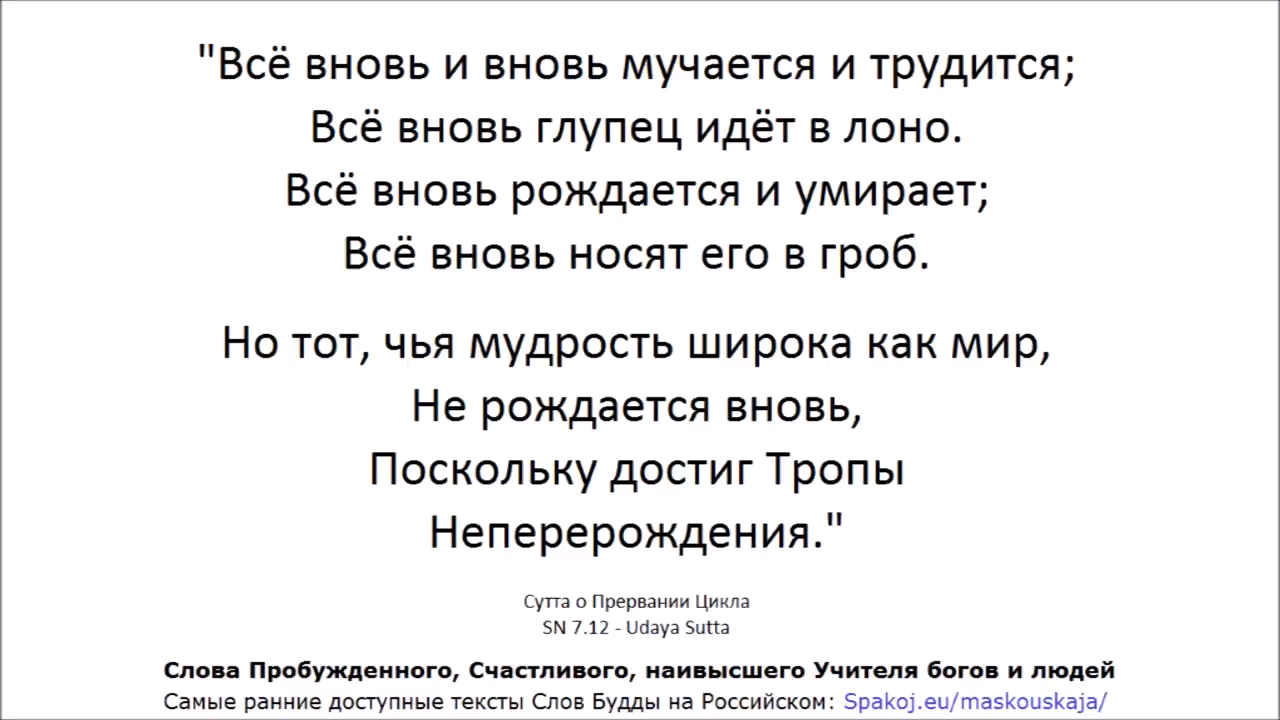 "Всё вновь и вновь мучается и трудится;
Всё вновь глупец идёт в лоно.
Всё вновь рождается и умирает;
Всё вновь носят его в гроб.
Но тот, чья мудрость широка как мир,
Не рождается вновь,
Поскольку достиг Тропы
Неперерождения."
Сутта о Прервании Цикла
SN 7.12 - Udaya Sutta
Слова Пробужденного, Счастливого, наивысшего Учителя богов и людей
Самые ранние доступные тексты Слов Будды на Российском: Spakoj.eu/maskouskaja/